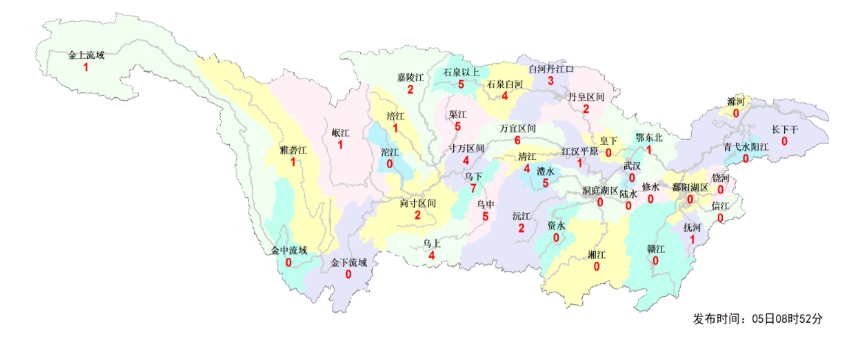 金上流域
1
雅砻江
1
金中流域
0
金下流域
0
岷江
1
沱江
0
涪江
1
嘉陵江
2
渠江
5
向寸区间
2
乌上
4
乌中
5
乌下
7
寸万区间
4
石泉以上
5
石泉白河
4
白河丹江口
3
丹皇区间
2
万宜区间
6
清江
4
江汉平原
1
皇下
0
鄂东北
1
武汉
0
澧水
5
沅江
2
资水
0
湘江
0
洞庭湖区
0
陆水
0
修水
0
鄱阳湖区
0
饶河
0
信江
0
抚河
1
赣江
0
滁河
0
青弋水阳江
0
长下干
0
发布时间：05日08时52分